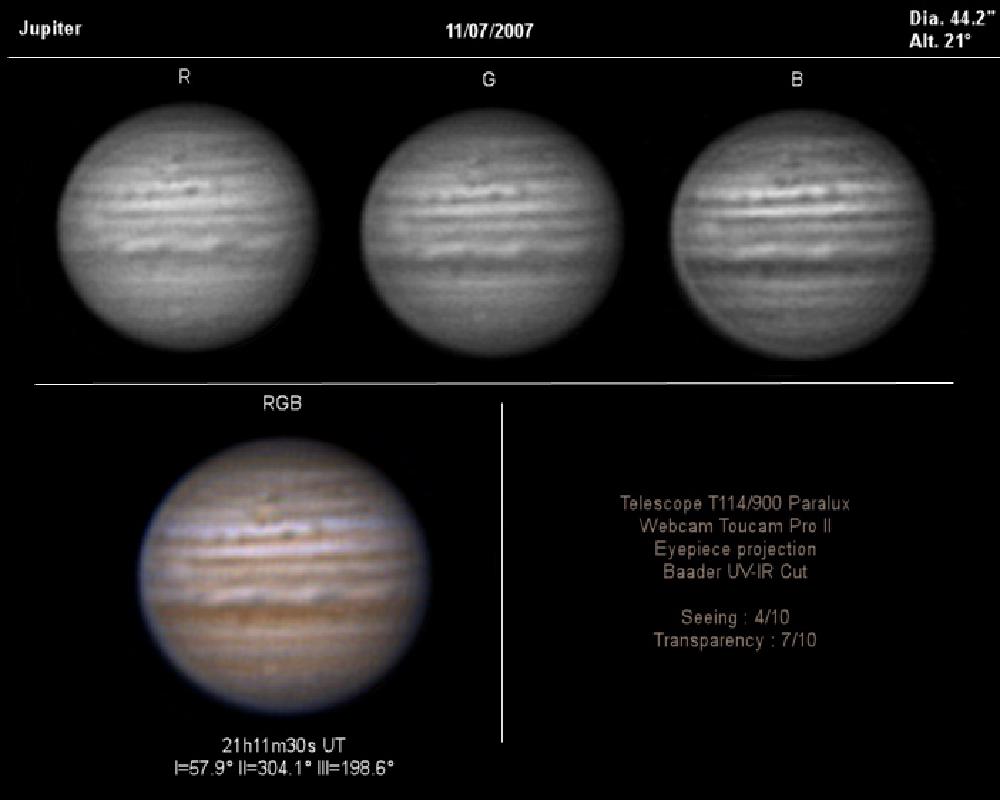 Jupiter
11/07/2007
Dia. 44.2"
Alt. 21°
R
G
B
RGB
Telescope T114/900 Paralux
Webcam Toucam Pro II
Eyepiece projection
Baader UV-IR Cut
Seeing : 4/10
Transparency : 7/10
21h11m30s UT
I=57.9° II=304.1° III=198.6°